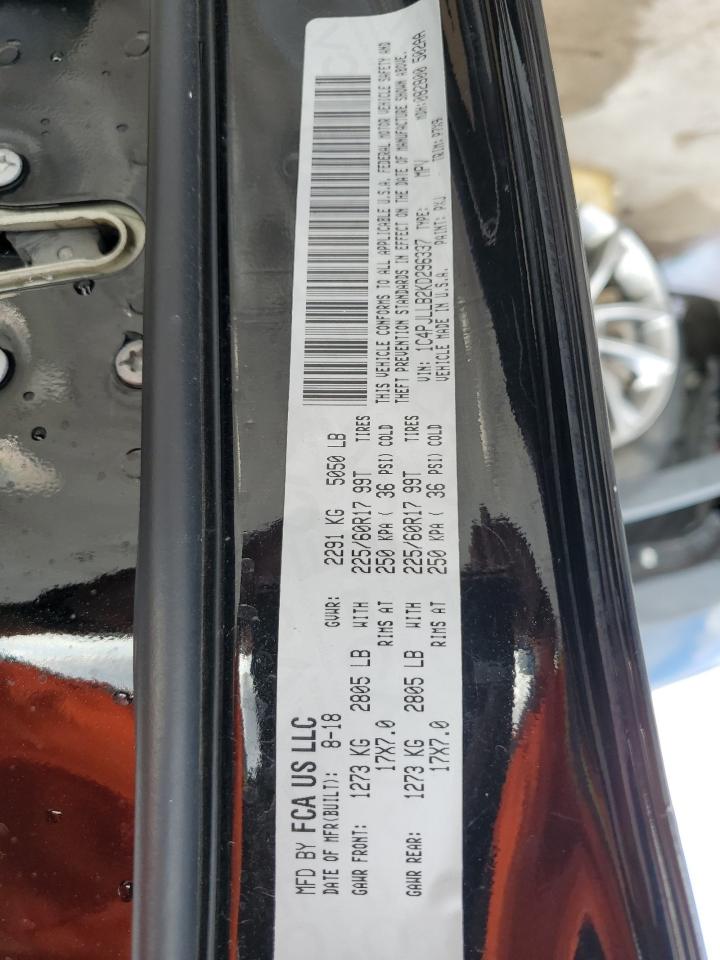 MFD BY FCA US LLC
DATE OF MFR(BUILT): 8-18 GVWR: 2291 KG 5050 LB
GAWR FRONT: 1273 KG 2805 LB WITH 225/60R17 99T TIRES
17X7.0 RIMS AT 250 KPA ( 36 PSI) COLD
GAWR REAR: 1273 KG 2805 LB WITH 225/60R17 99T TIRES
17X7.0 RIMS AT 250 KPA ( 36 PSI) COLD
THIS VEHICLE CONFORMS TO ALL APPLICABLE U.S.A. FEDERAL MOTOR VEHICLE SAFETY AND
THEFT PREVENTION STANDARDS IN EFFECT ON THE DATE OF MANUFACTURE SHOWN ABOVE.
VIN: 1C4PJLLB2KD296337 TYPE: MPV MDH:082800 502AA
VEHICLE MADE IN U.S.A. PAINT: PXJ TRIM: